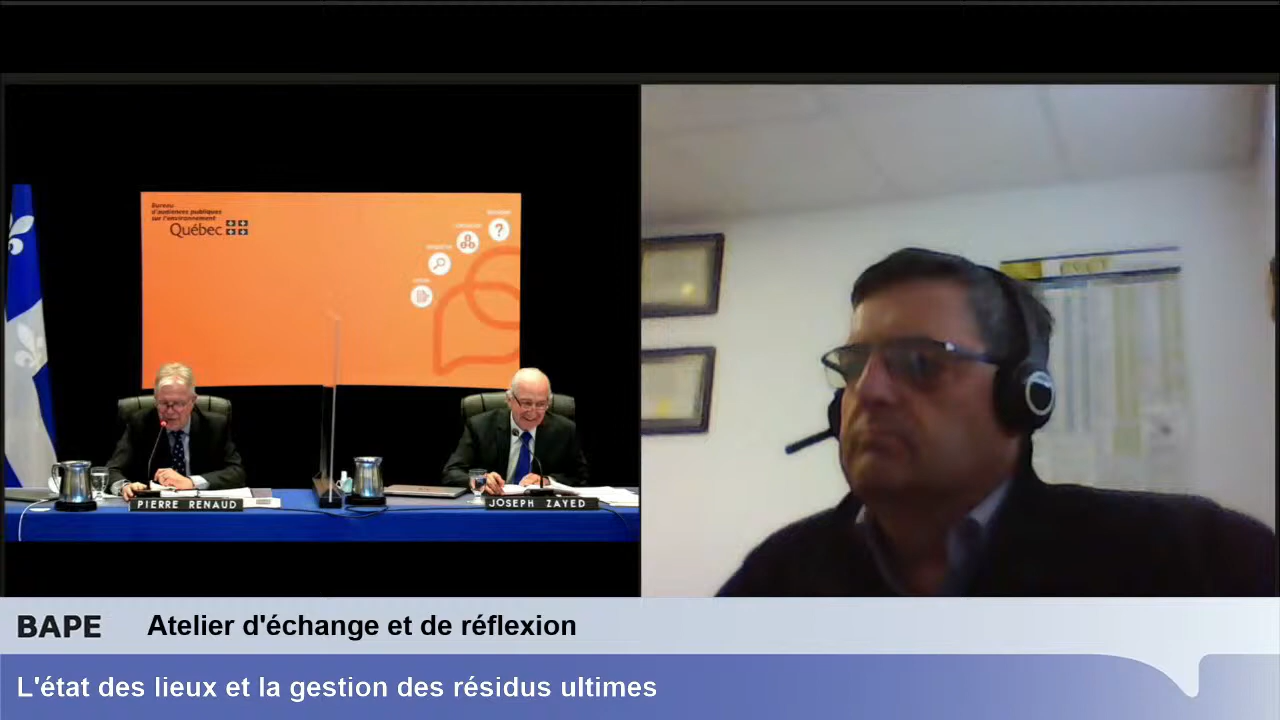 Bureau
d'audiences publiques
sur l'environnement
Québec
?
PIERRE RENAUD
JOSEPH ZAYED
BAPE
Atelier d'échange et de réflexion
L'état des lieux et la gestion des résidus ultimes